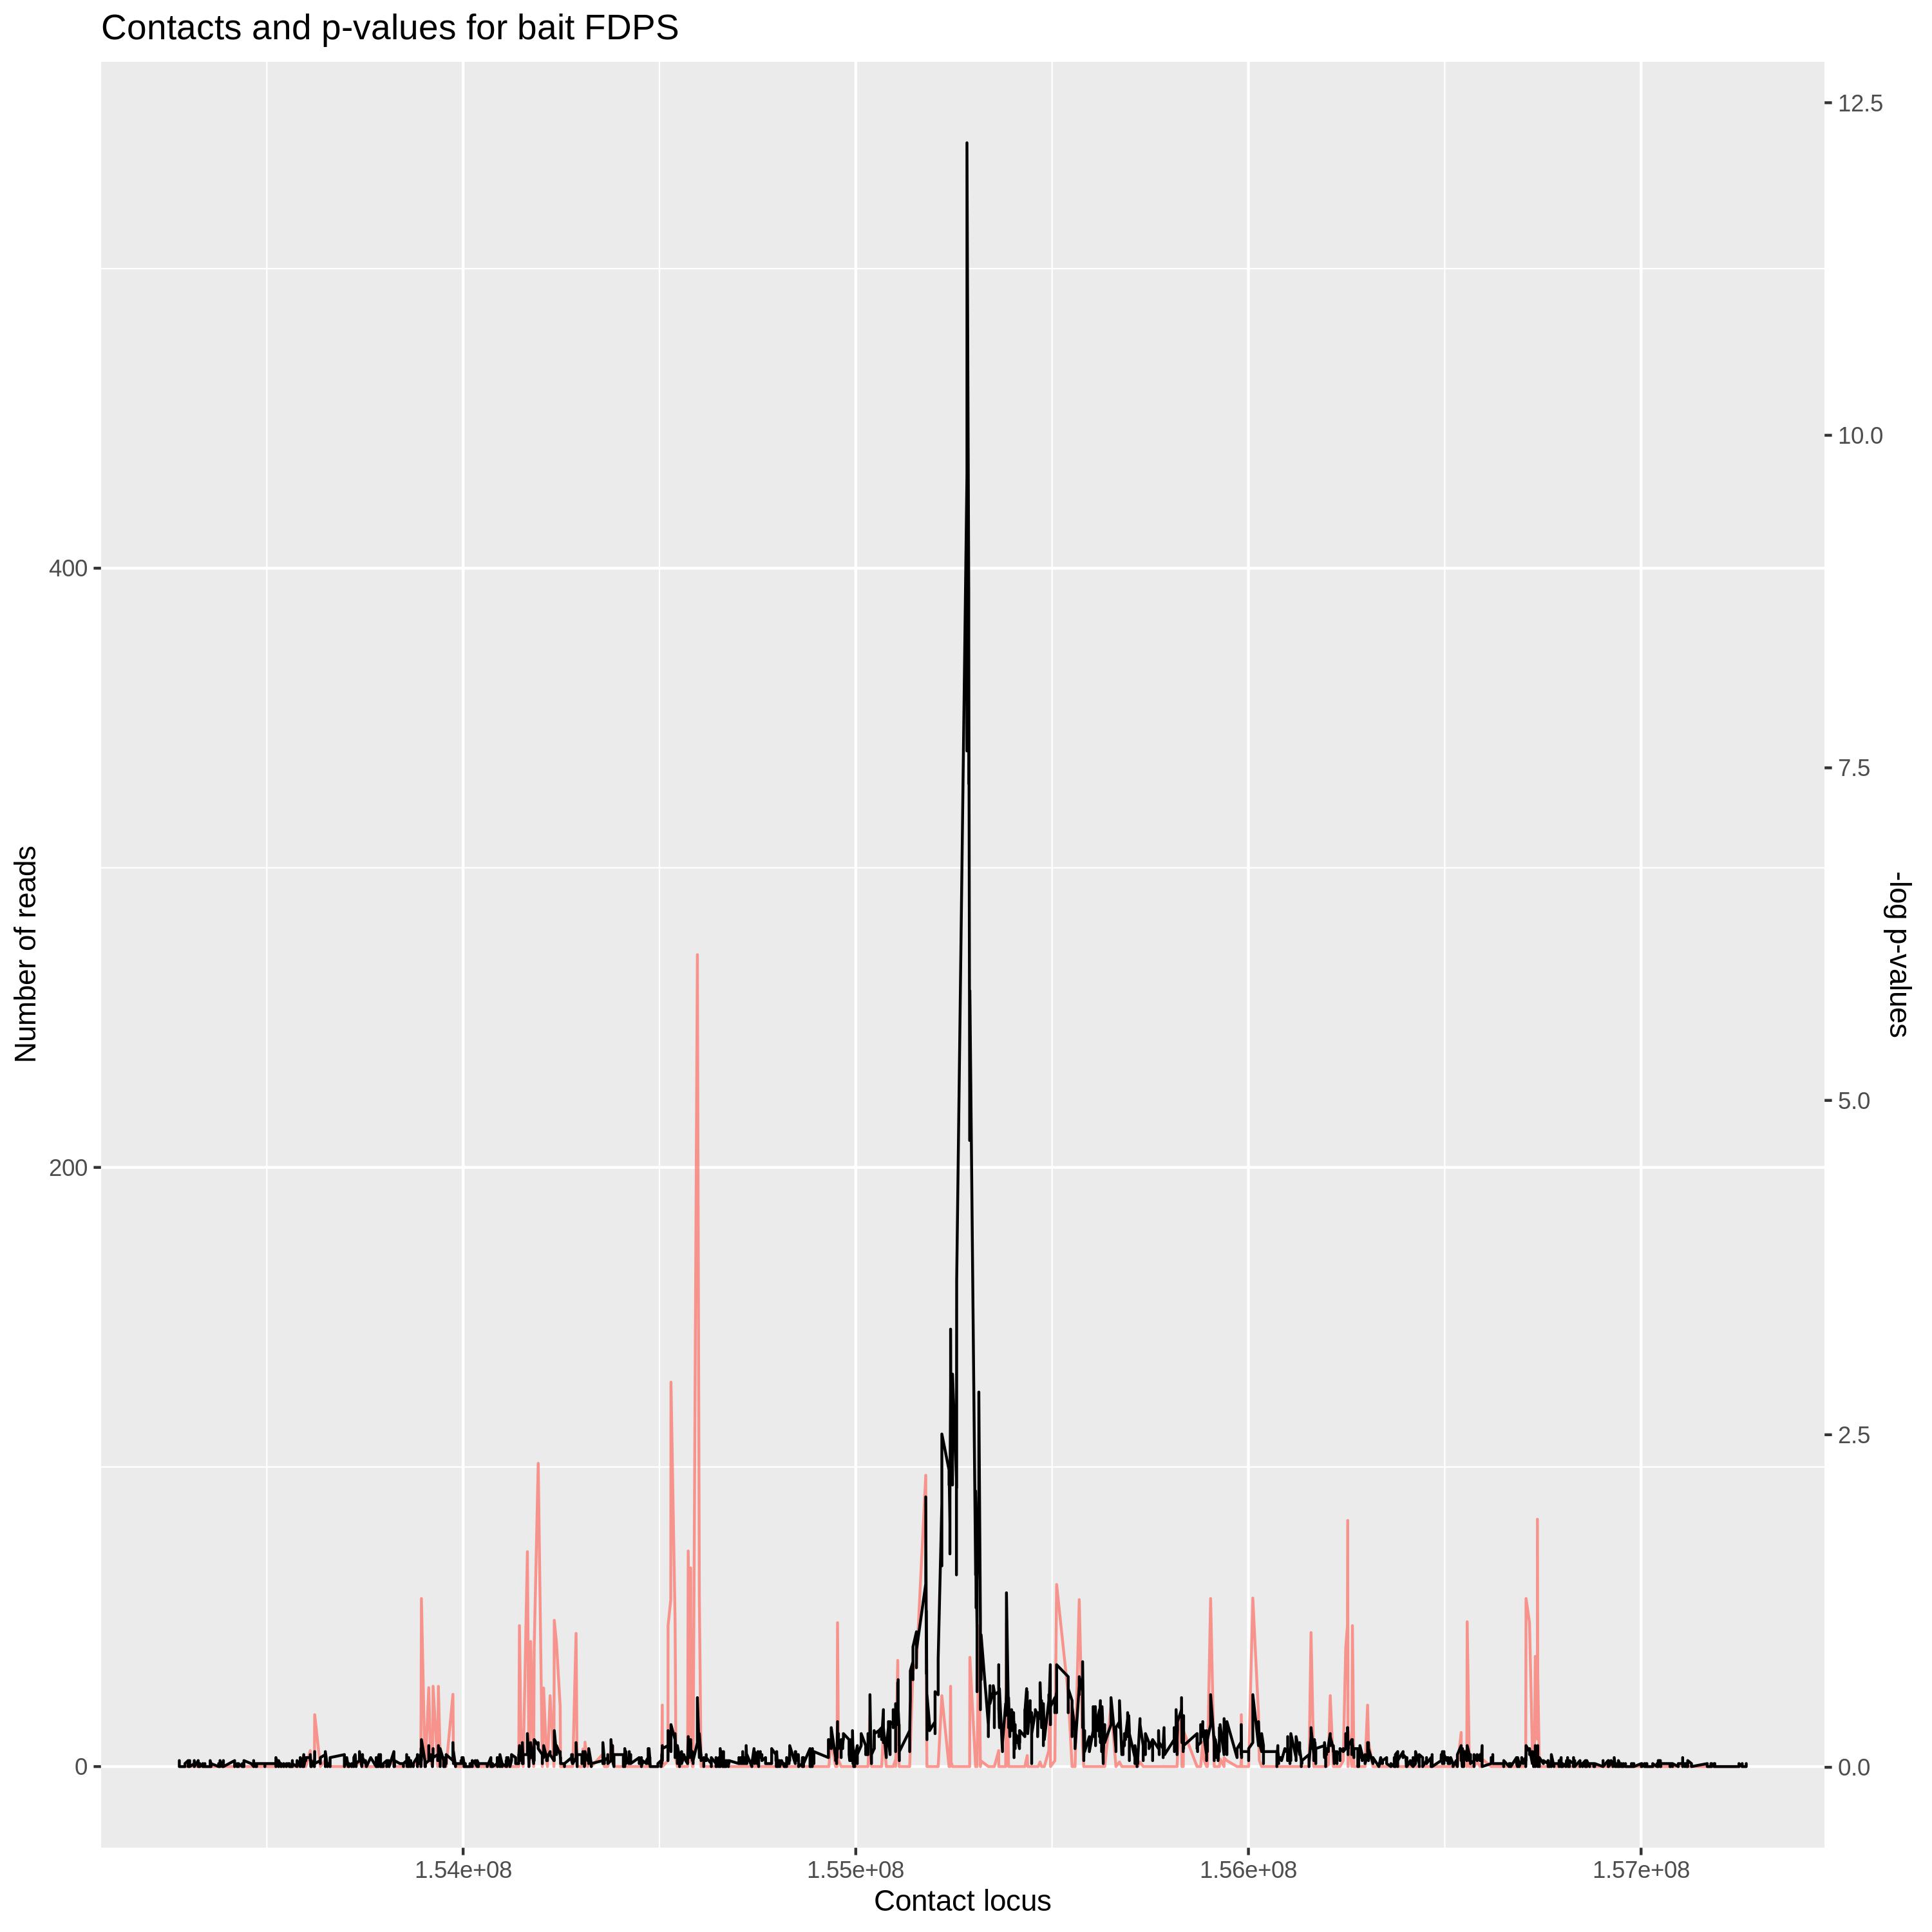 Contacts and p-values for bait FDPS
12.5
10.0
400
7.5
Number of reads
-log p-values
5.0
200
2.5
0
0.0
1.54e+08
1.55e+08
1.56e+08
1.57e+08
Contact locus